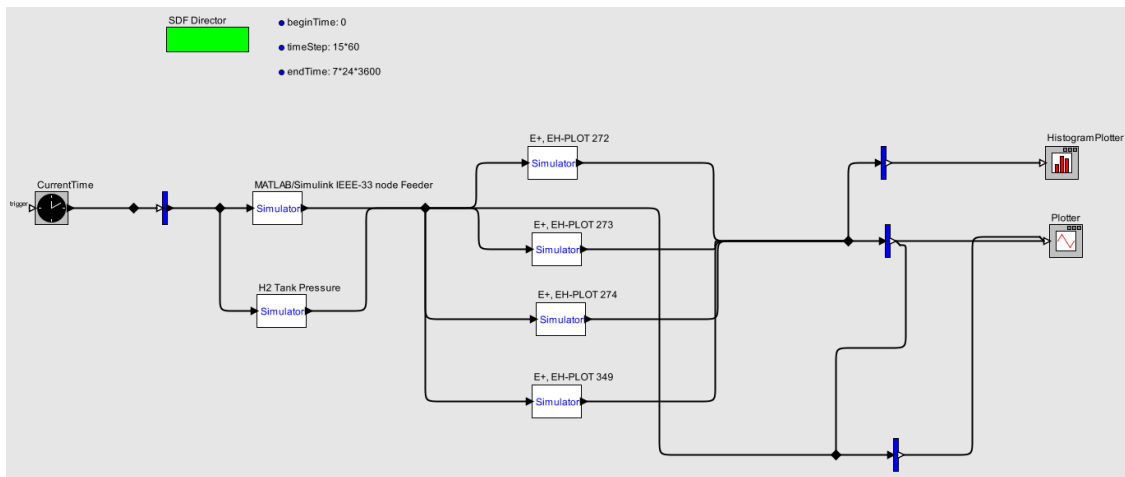 SDF Director
beginTime: 0
timeStep: 15*60
endTime: 7*24*3600
E+, EH-PLOT 272
Simulator
HistogramPlotter
CurrentTime
trigger
MATLAB/Simulink IEEE-33 node Feeder
Simulator
E+, EH-PLOT 273
Simulator
Plotter
H2 Tank Pressure
Simulator
E+, EH-PLOT 274
Simulator
E+, EH-PLOT 349
Simulator